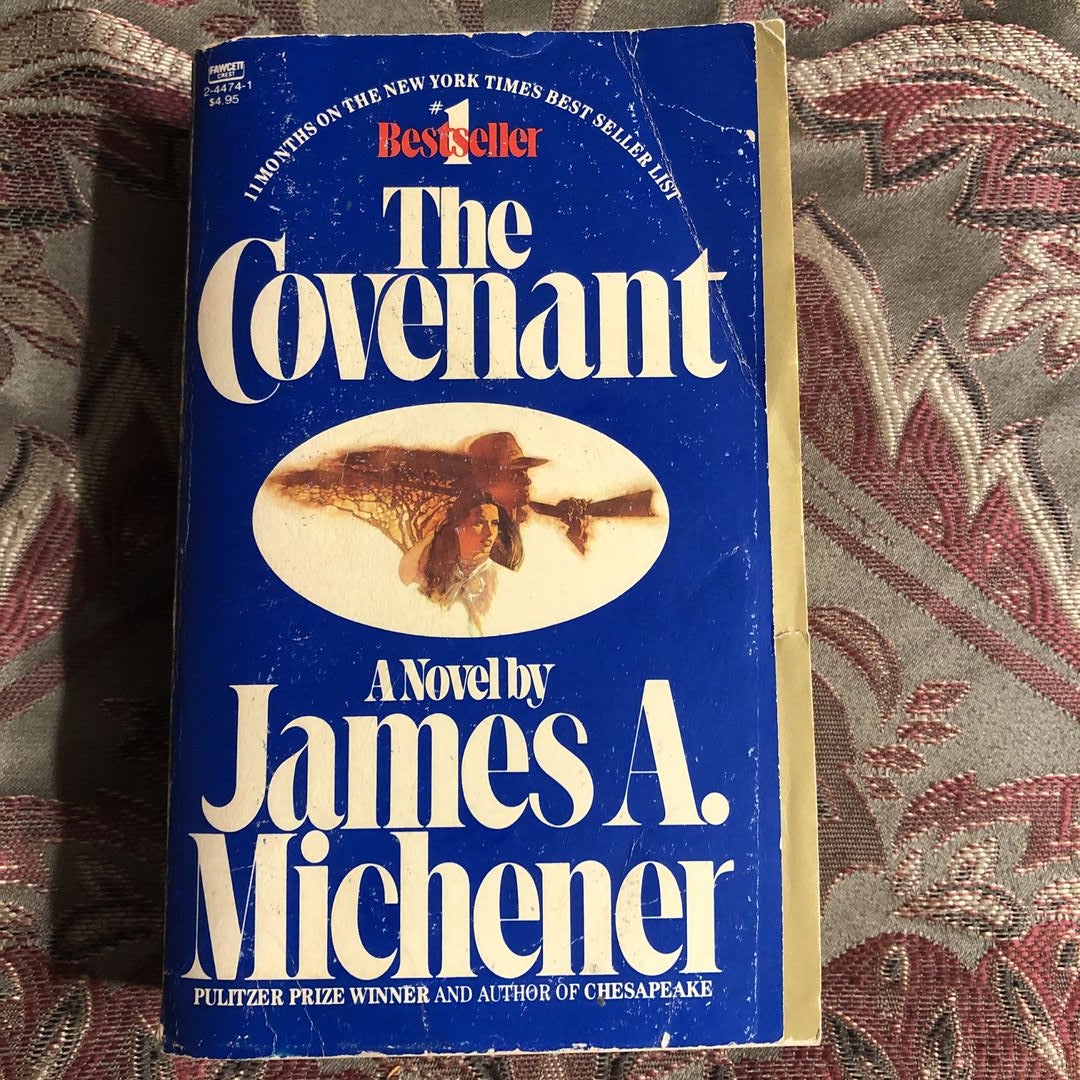 FAWCETT
CREST
2-4474-1
$4.95
11 MONTHS ON THE NEW YORK TIMES BEST SELLER LIST
#1
Bestseller
The
Covenant
A Novel by
James A.
Michener
PULITZER PRIZE WINNER AND AUTHOR OF CHESAPEAKE